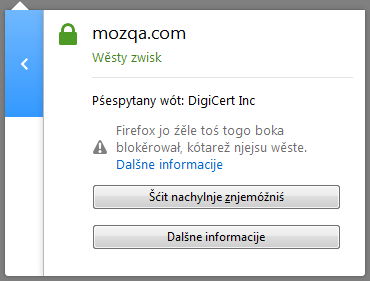 mozqa.com
Wěsty zwisk
Pśespytany wót: DigiCert Inc
Firefox jo źěle toś togo boka
blokěrował, kótarež njejsu wěste.
Dalšne informacije
Šćit nachylnje znjemóžniś
Dalšne informacije